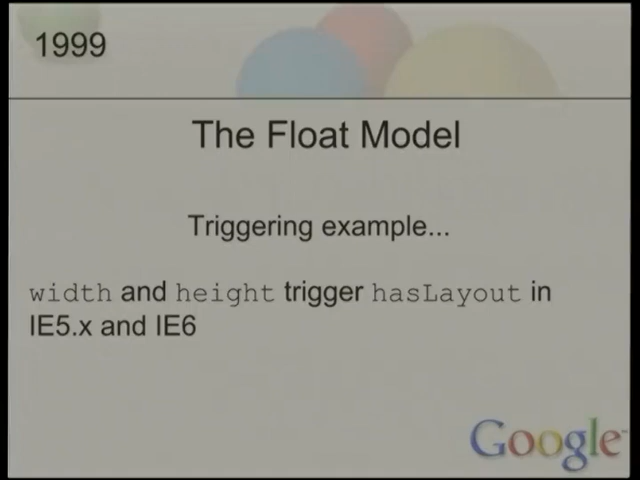 1999
The Float Model
Triggering example...
width and height trigger hasLayout in
IE5.x and IE6
Google